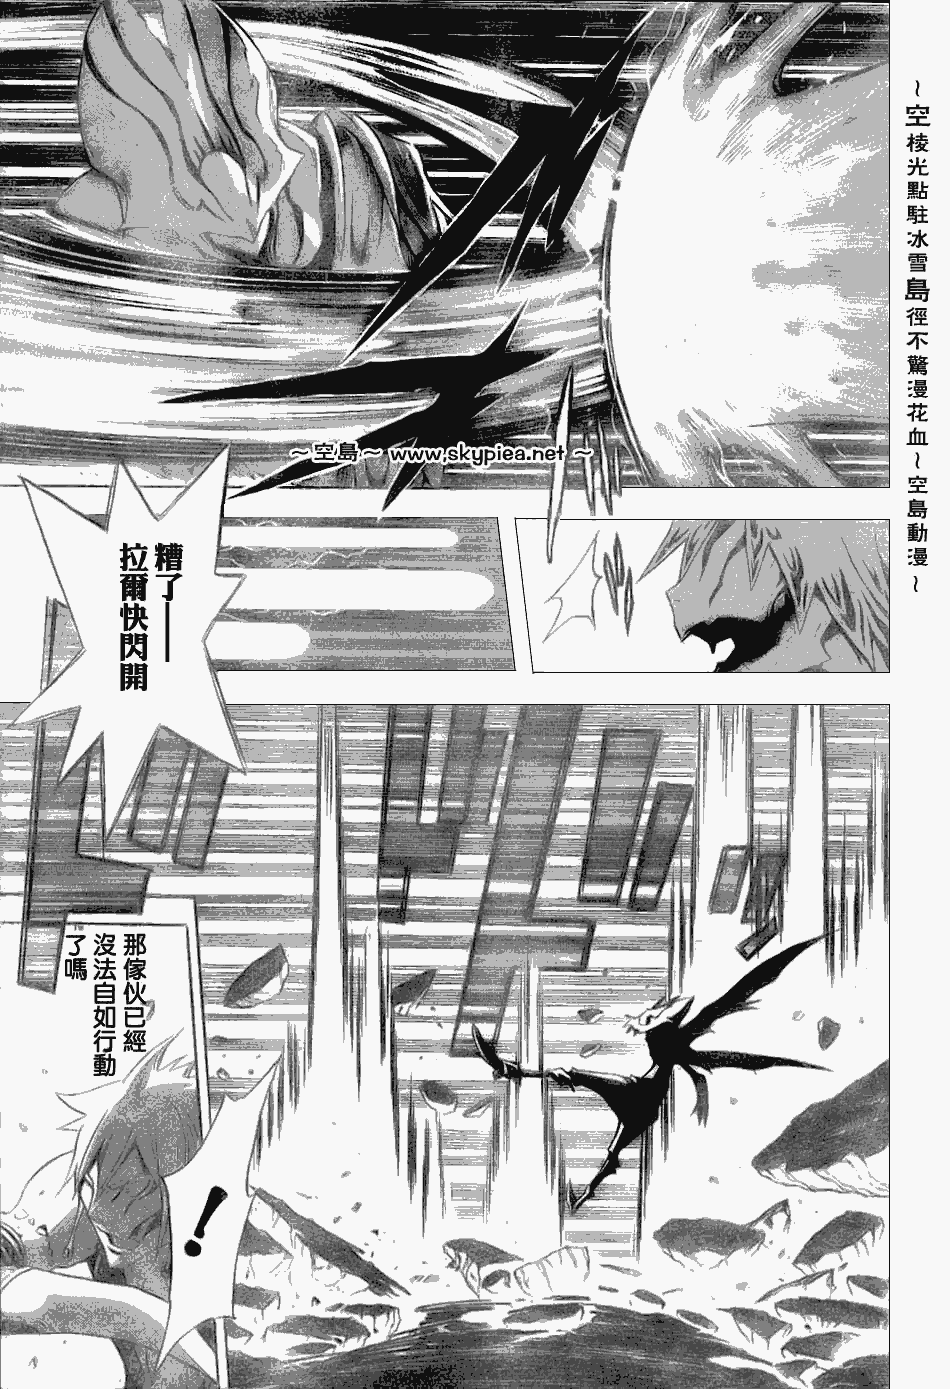 ～空棱光點駐冰雪島徑不驚漫花血～空島動漫～
～空島～ www.skypiea.net ～
糟了——
拉爾快閃開
那傢伙已經
沒法自如行動
了嗎
！